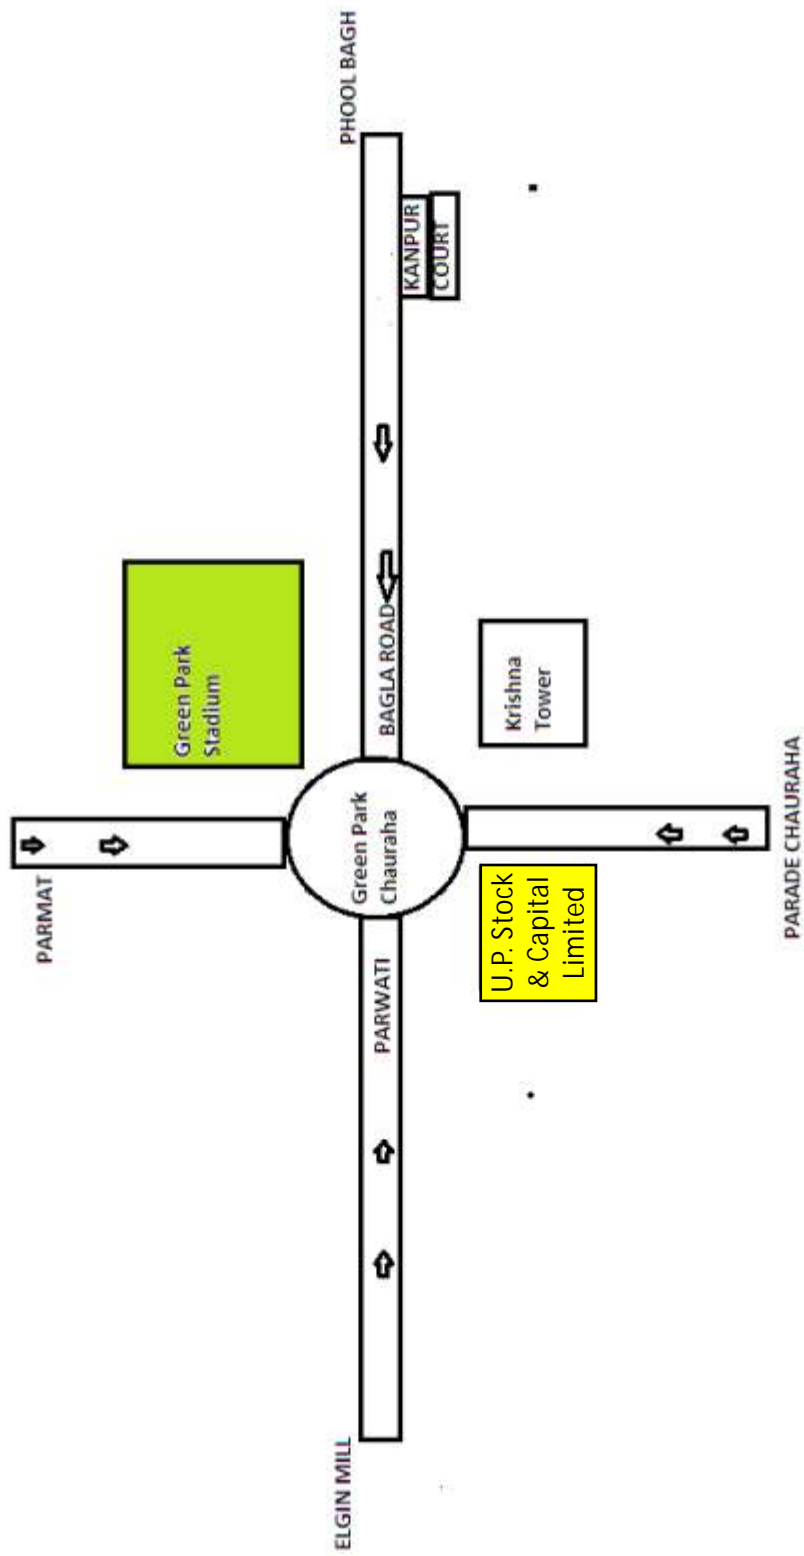 PARMAT
Green Park
Stadium
ELGIN MILL
PHOOL BAGH
Green Park
Chauraha
PARWATI
BAGLA ROAD
KANPUR
COURT
U.P. Stock
& Capital
Limited
Krishna
Tower
PARADE CHAURAHA